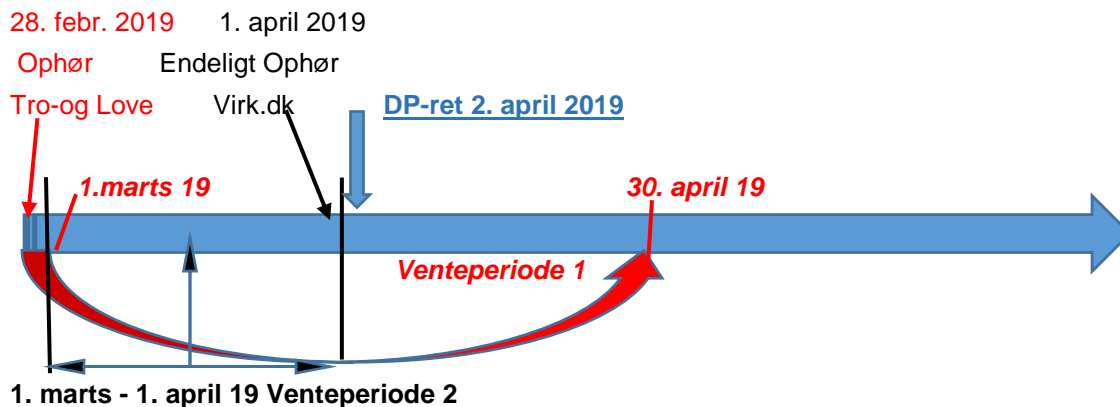 28. febr. 2019 1. april 2019
Ophør Endeligt Ophør
Tro-og Love Virk.dk DP-ret 2. april 2019
1.marts 19 30. april 19
Venteperiode 1
1. marts - 1. april 19 Venteperiode 2